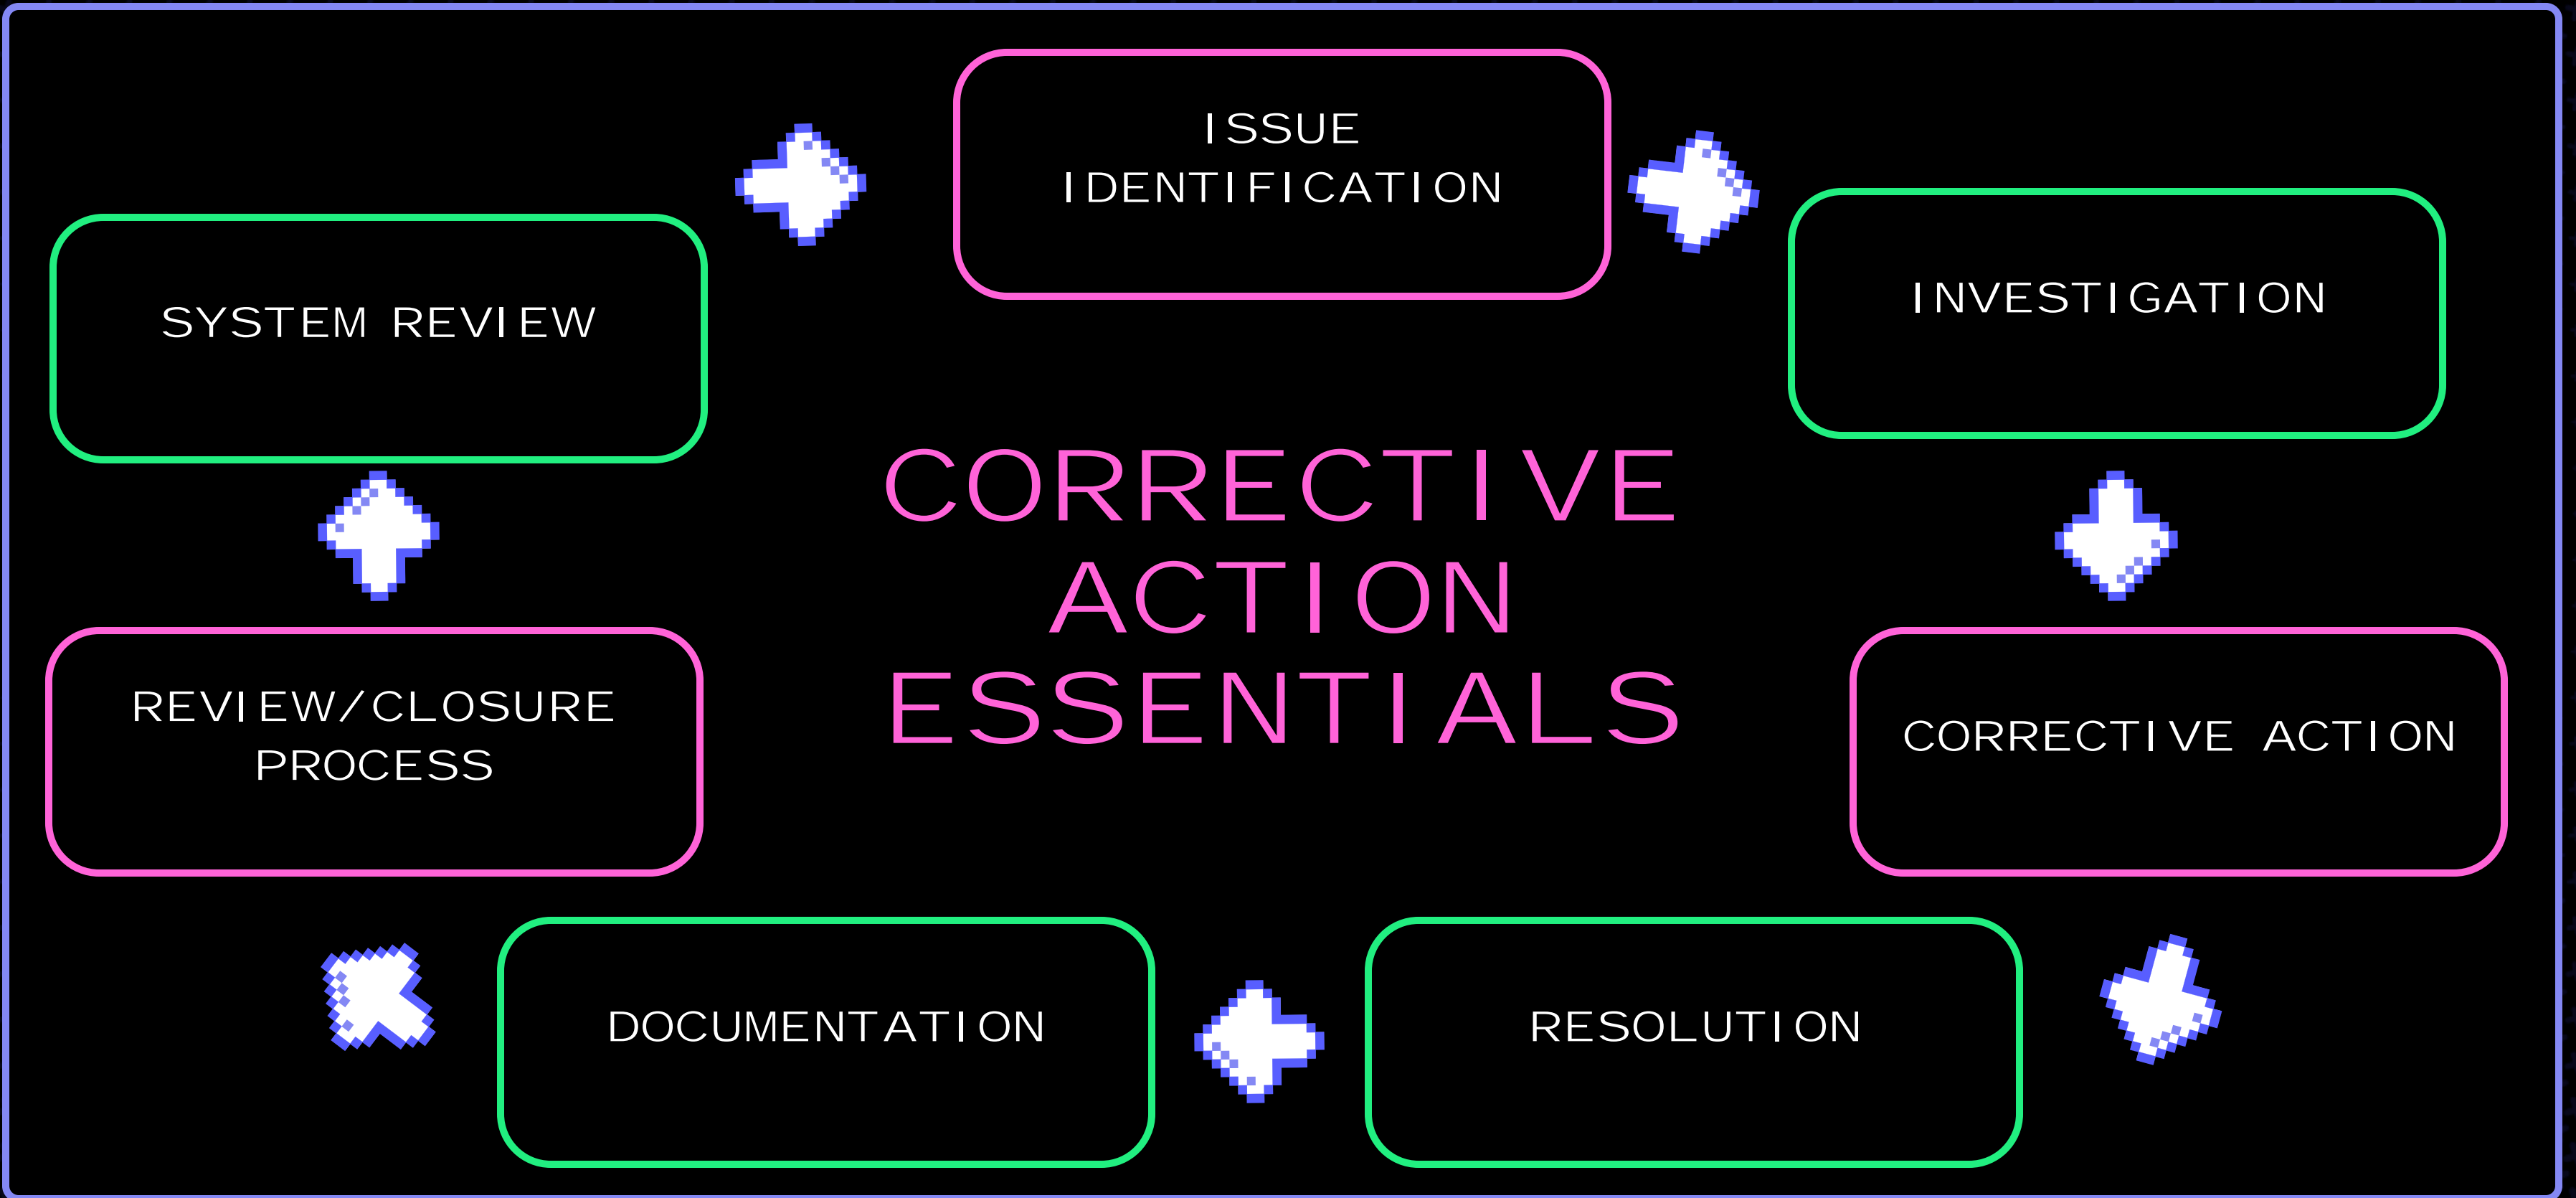 ISSUE
IDENTIFICATION
INVESTIGATION
SYSTEM REVIEW
CORRECTIVE
ACTION
ESSENTIALS
REVIEW/CLOSURE
PROCESS
CORRECTIVE ACTION
DOCUMENTATION
RESOLUTION